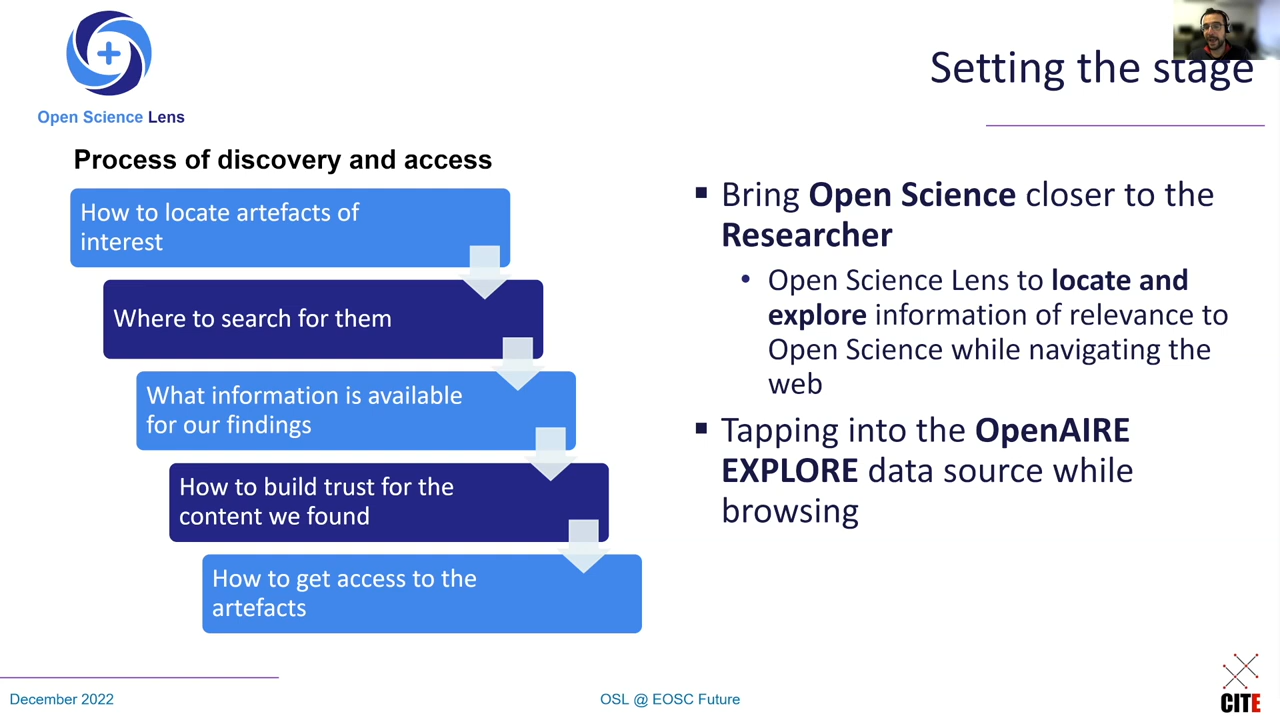 Open Science Lens
Setting the stage
Process of discovery and access
How to locate artefacts of
interest
Where to search for them
What information is available
for our findings
How to build trust for the
content we found
How to get access to the
artefacts
▪ Bring Open Science closer to the
Researcher
• Open Science Lens to locate and
explore information of relevance to
Open Science while navigating the
web
▪ Tapping into the OpenAIRE
EXPLORE data source while
browsing
December 2022
OSL @ EOSC Future
CITE